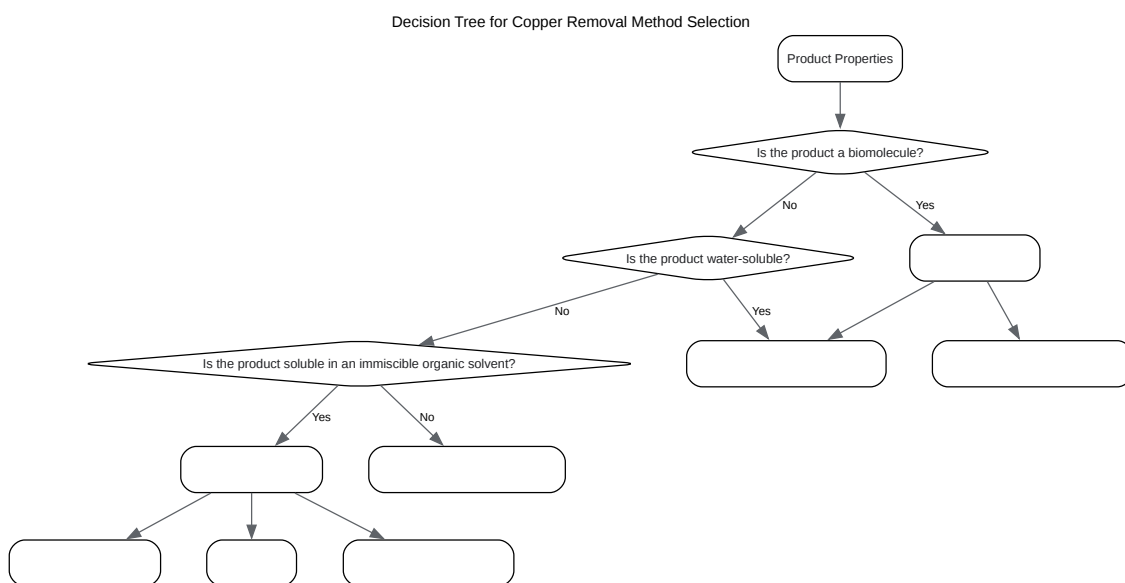 Decision Tree for Copper Removal Method Selection
Product Properties
Is the product a biomolecule?
No
Yes
Is the product water-soluble?
No
Yes
Is the product soluble in an immiscible organic solvent?
Yes
No